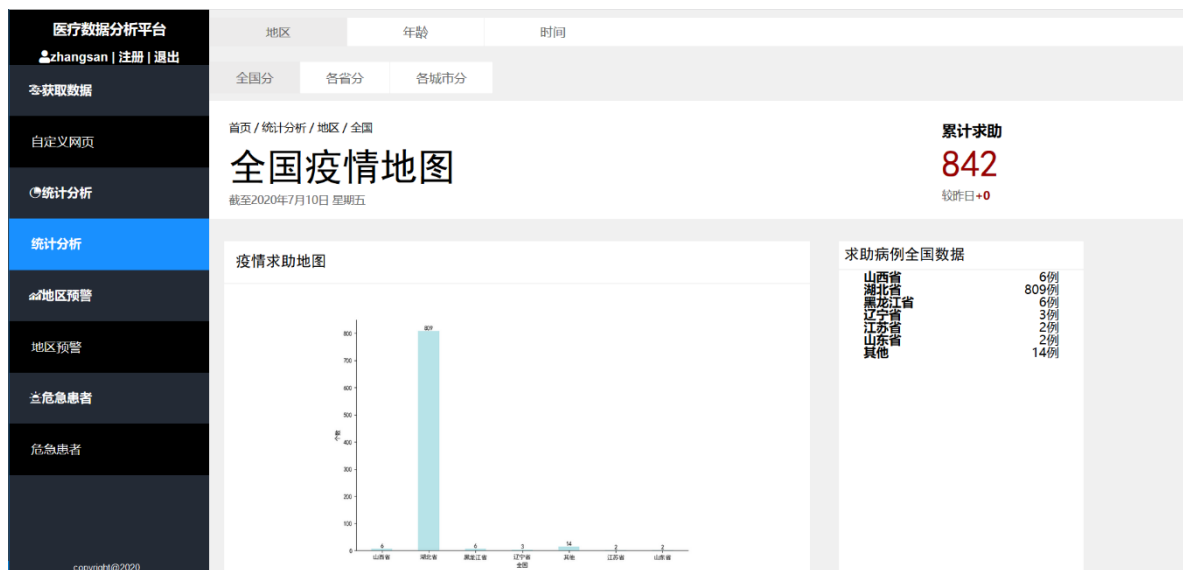 医疗数据分析平台
zhangsan | 注册 | 退出
获取数据
自定义网页
统计分析
统计分析
地区预警
地区预警
危急患者
危急患者
copyright@2020
地区 年龄 时间
全国分 各省分 各城市分
首页 / 统计分析 / 地区 / 全国
全国疫情地图
截至2020年7月10日 星期五
累计求助
842
较昨日+0
疫情求助地图
800
700
600
500
400
300
200
100
0
个数
6 809 6 3 14 2 2
山西省 湖北省 黑龙江省 辽宁省 其他 江苏省 山东省
全国
求助病例全国数据
山西省 6例
湖北省 809例
黑龙江省 6例
辽宁省 3例
江苏省 2例
山东省 2例
其他 14例